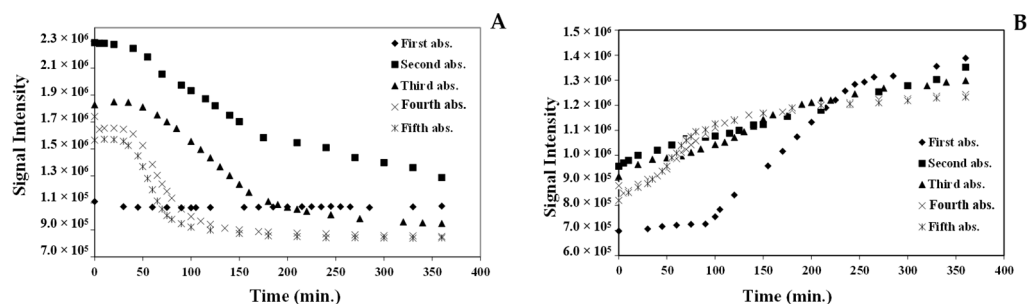 A
Signal Intensity
2.3 × 10⁶
2.1 × 10⁶
1.9 × 10⁶
1.7 × 10⁶
1.5 × 10⁶
1.3 × 10⁶
1.1 × 10⁵
9.0 × 10⁵
7.0 × 10⁵
0 50 100 150 200 250 300 350 400
Time (min.)
First abs.
Second abs.
Third abs.
Fourth abs.
Fifth abs.
B
Signal Intensity
1.5 × 10⁶
1.4 × 10⁶
1.3 × 10⁶
1.2 × 10⁶
1.1 × 10⁶
1.0 × 10⁶
9.0 × 10⁵
8.0 × 10⁵
7.0 × 10⁵
6.0 × 10⁵
0 50 100 150 200 250 300 350 400
Time (min.)
First abs.
Second abs.
Third abs.
Fourth abs.
Fifth abs.